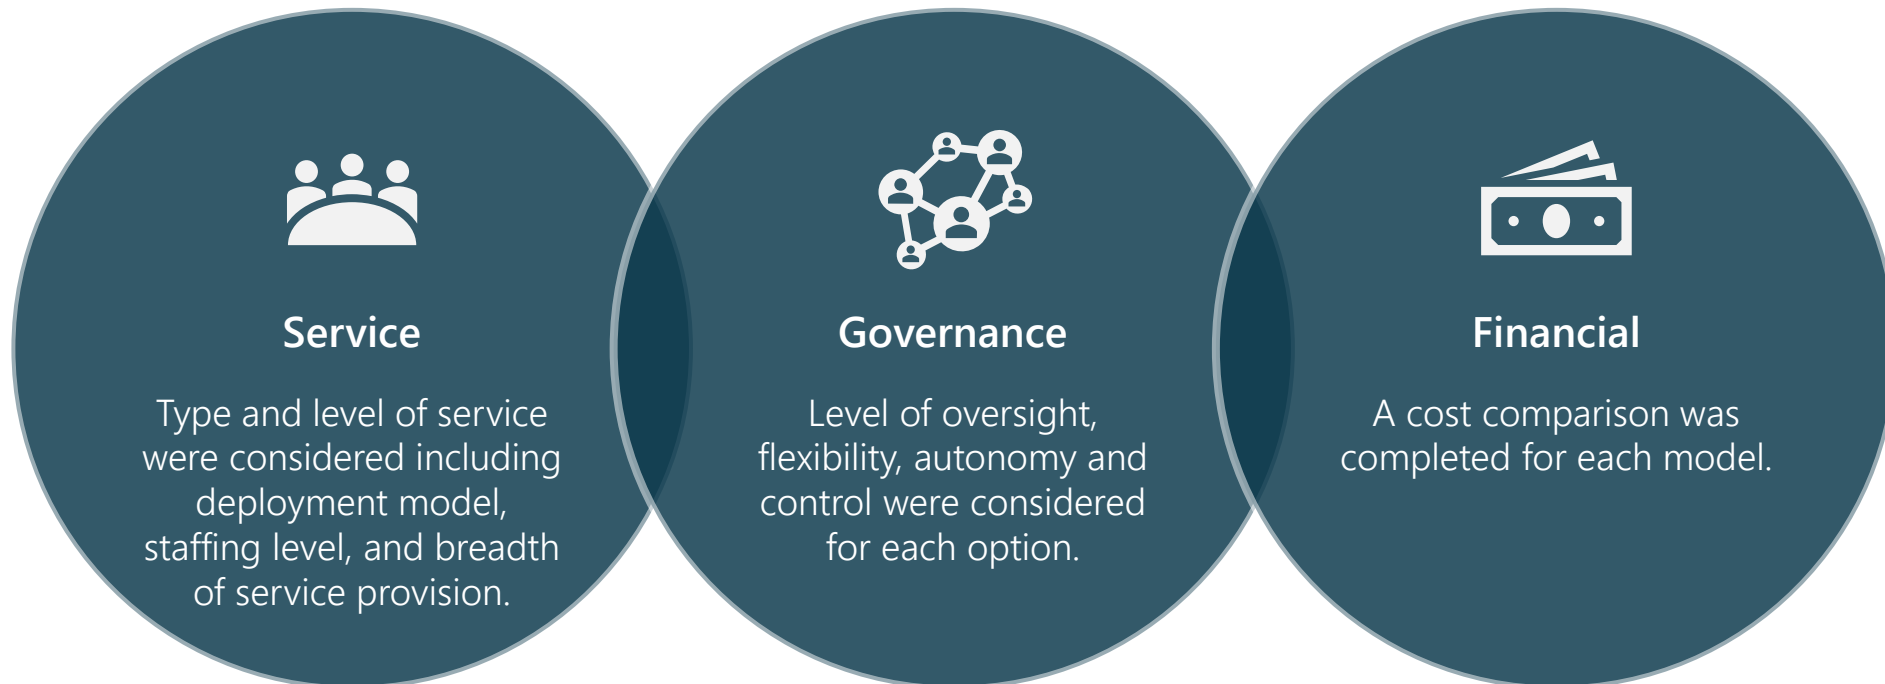 Service
Type and level of service
were considered including
deployment model,
staffing level, and breadth
of service provision.
Governance
Level of oversight,
flexibility, autonomy and
control were considered
for each option.
Financial
A cost comparison was
completed for each model.